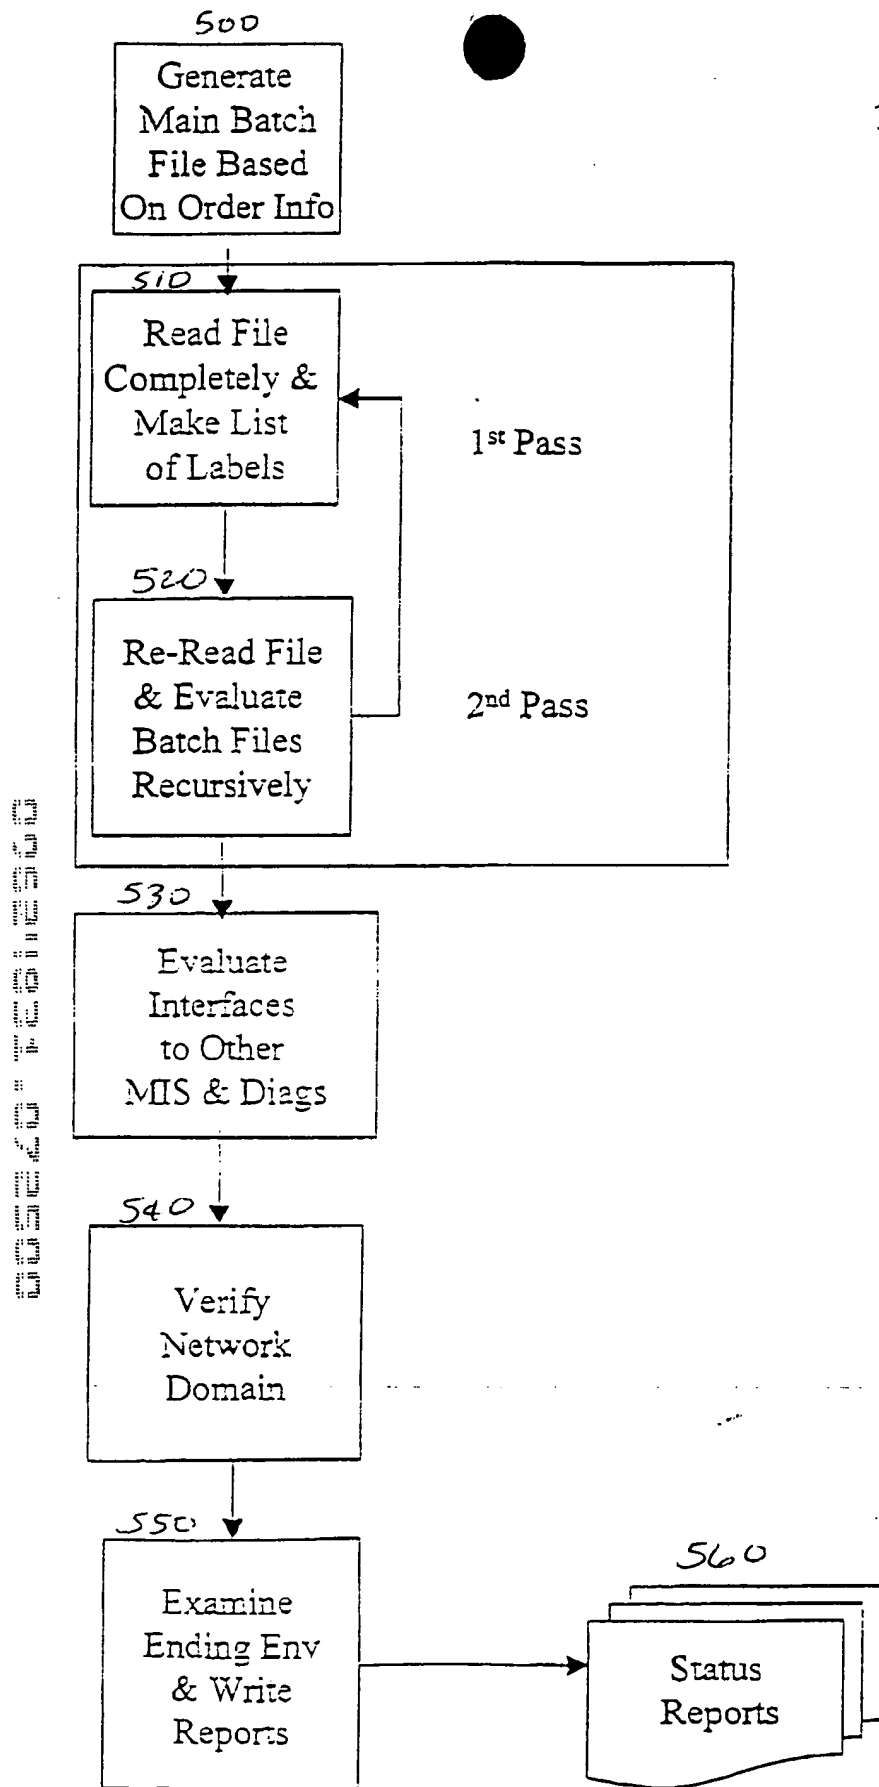 500
Generate
Main Batch
File Based
On Order Info
510
Read File
Completely &
Make List
of Labels
1st Pass
520
Re-Read File
& Evaluate
Batch Files
Recursively
2nd Pass
530
Evaluate
Interfaces
to Other
MIS & Diags
540
Verify
Network
Domain
550
Examine
Ending Env
& Write
Reports
560
Status
Reports